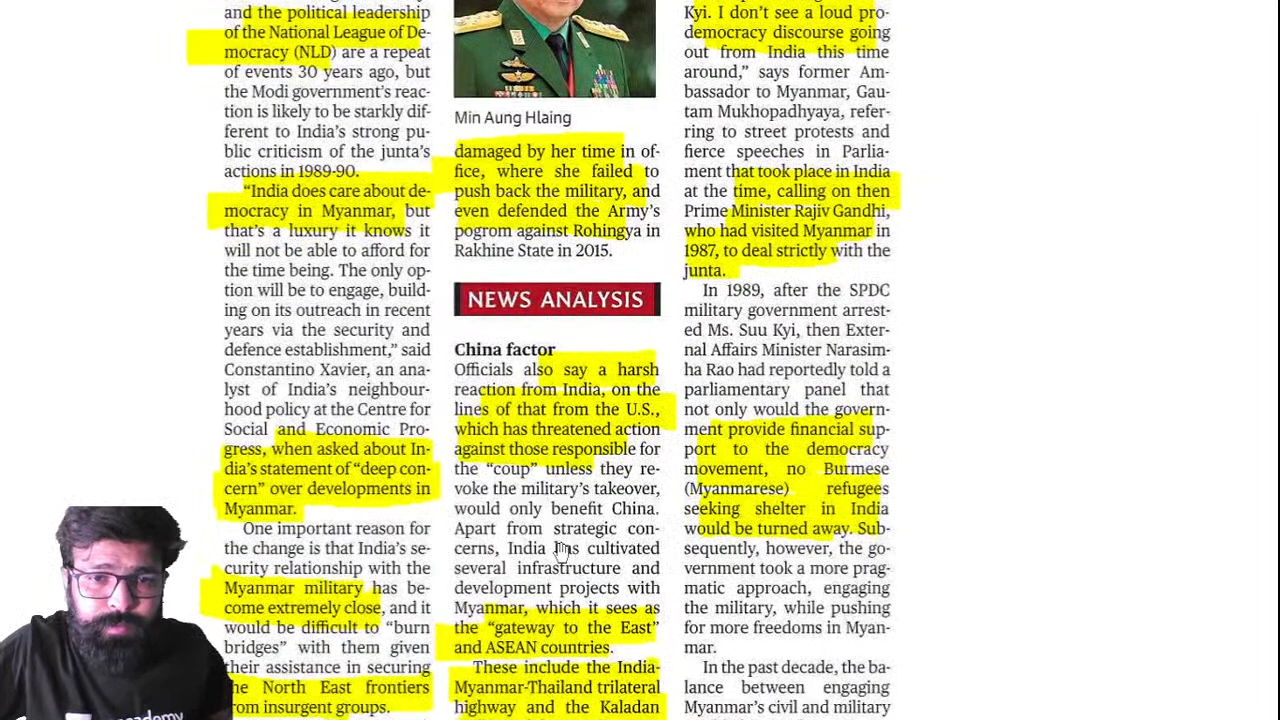 and the political leadership
of the National League of De-
mocracy (NLD) are a repeat
of events 30 years ago, but
the Modi government's reac-
tion is likely to be starkly dif-
ferent to India's strong pu-
blic criticism of the junta's
actions in 1989-90.
"India does care about de-
mocracy in Myanmar, but
that's a luxury it knows it
will not be able to afford for
the time being. The only op-
tion will be to engage, build-
ing on its outreach in recent
years via the security and
defence establishment," said
Constantino Xavier, an ana-
lyst of India's neighbour-
hood policy at the Centre for
Social and Economic Pro-
gress, when asked about In-
dia's statement of "deep con-
cern" over developments in
Myanmar.
One important reason for
the change is that India's se-
curity relationship with the
Myanmar military has be-
come extremely close, and it
would be difficult to "burn
bridges" with them given
their assistance in securing
the North East frontiers
from insurgent groups.
Min Aung Hlaing
damaged by her time in of-
fice, where she failed to
push back the military, and
even defended the Army's
pogrom against Rohingya in
Rakhine State in 2015.
NEWS ANALYSIS
China factor
Officials also say a harsh
reaction from India, on the
lines of that from the U.S.,
which has threatened action
against those responsible for
the "coup" unless they re-
voke the military's takeover,
would only benefit China.
Apart from strategic con-
cerns, India has cultivated
several infrastructure and
development projects with
Myanmar, which it sees as
the "gateway to the East"
and ASEAN countries.
These include the India-
Myanmar-Thailand trilateral
highway and the Kaladan
Kyi. I don't see a loud pro-
democracy discourse going
out from India this time
around," says former Am-
bassador to Myanmar, Gau-
tam Mukhopadhyaya, refer-
ring to street protests and
fierce speeches in Parlia-
ment that took place in India
at the time, calling on then
Prime Minister Rajiv Gandhi,
who had visited Myanmar in
1987, to deal strictly with the
junta.
In 1989, after the SPDC
military government arrest-
ed Ms. Suu Kyi, then Exter-
nal Affairs Minister Narasim-
ha Rao had reportedly told a
parliamentary panel that
not only would the govern-
ment provide financial sup-
port to the democracy
movement, no Burmese
(Myanmarese) refugees
seeking shelter in India
would be turned away. Sub-
sequently, however, the go-
vernment took a more prag-
matic approach, engaging
the military, while pushing
for more freedoms in Myan-
mar.
In the past decade, the ba-
lance between engaging
Myanmar's civil and military